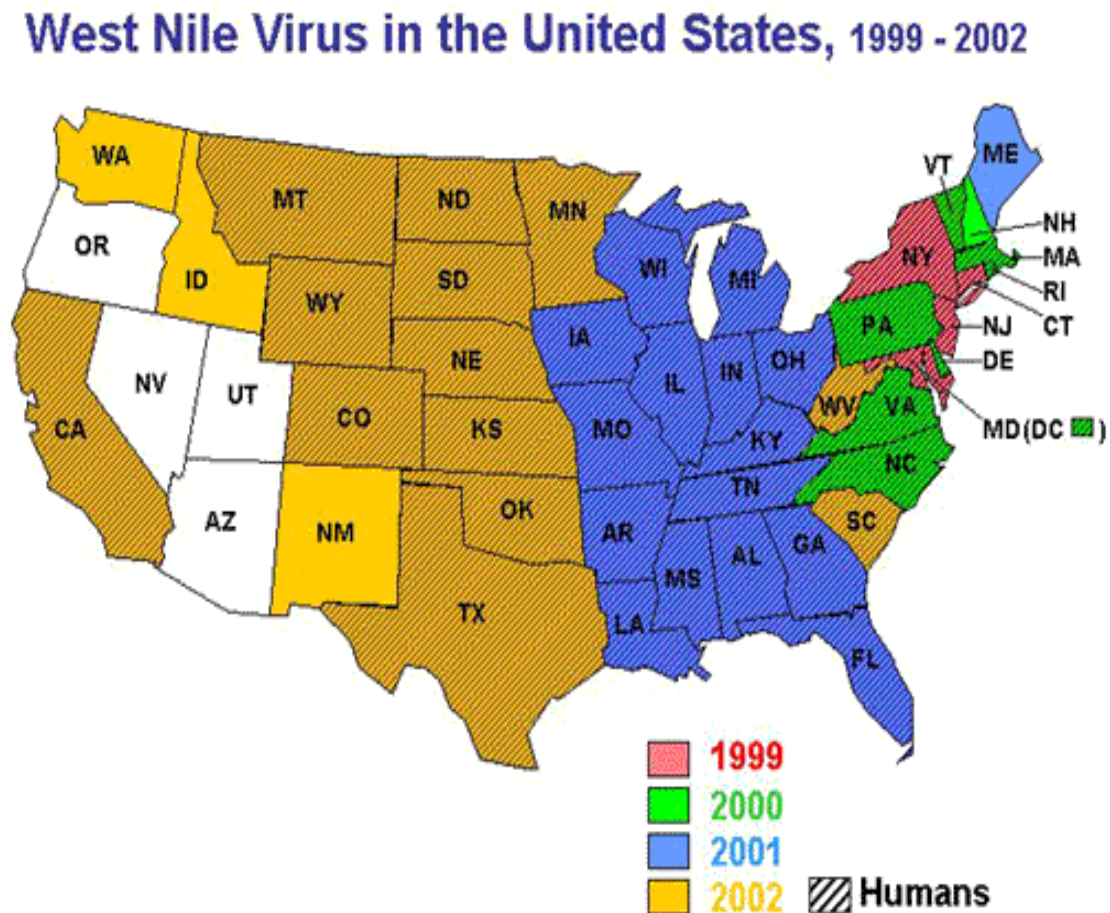 West Nile Virus in the United States, 1999 - 2002
WA
MT
ND
MN
VT
ME
OR
ID
SD
WI
MI
NY
NH
MA
RI
WY
NJ
CT
IA
PA
NE
DE
NV
UT
CO
KS
IL
IN
OH
CA
MO
KY
WV
VA
MD (DC )
AZ
NM
OK
TN
NC
AR
SC
TX
MS
AL
GA
LA
FL
1999
2000
2001
2002
Humans